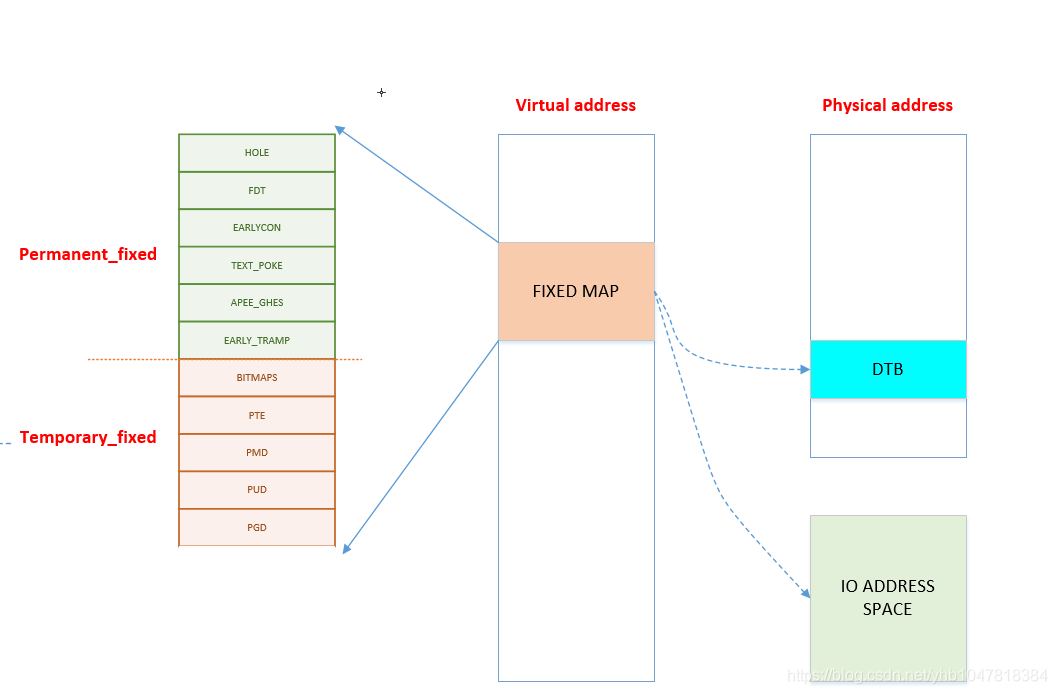 Virtual address
Physical address
HOLE
FDT
EARLYCON
TEXT_POKE
APEE_GHES
EARLY_TRAMP
Permanent_fixed
BITMAPS
PTE
PMD
PUD
PGD
Temporary_fixed
FIXED MAP
DTB
IO ADDRESS
SPACE
https://blog.csdn.net/yhb1047818384